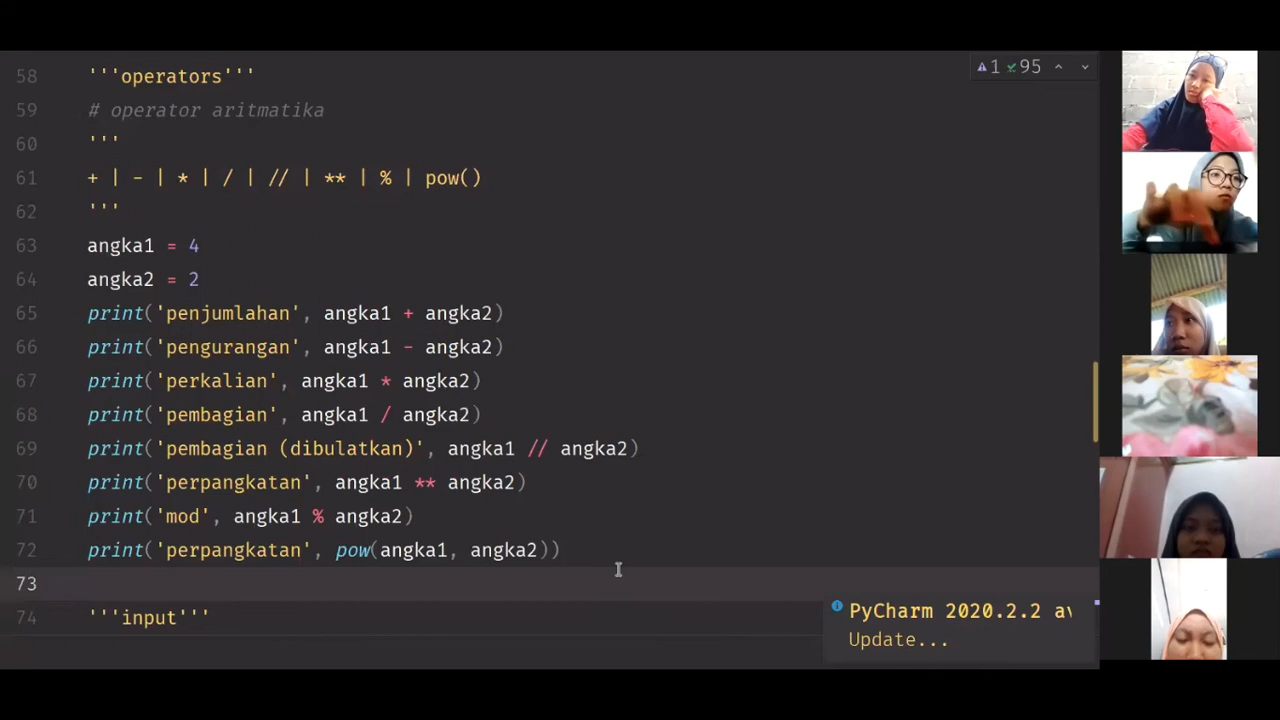 58 '''operators'''
59 # operator aritmatika
60 '''
61 + | - | * | / | // | ** | % | pow()
62 '''
63 angka1 = 4
64 angka2 = 2
65 print('penjumlahan', angka1 + angka2)
66 print('pengurangan', angka1 - angka2)
67 print('perkalian', angka1 * angka2)
68 print('pembagian', angka1 / angka2)
69 print('pembagian (dibulatkan)', angka1 // angka2)
70 print('perpangkatan', angka1 ** angka2)
71 print('mod', angka1 % angka2)
72 print('perpangkatan', pow(angka1, angka2))
73
74 '''input'''
1 95
PyCharm 2020.2.2 av
Update...